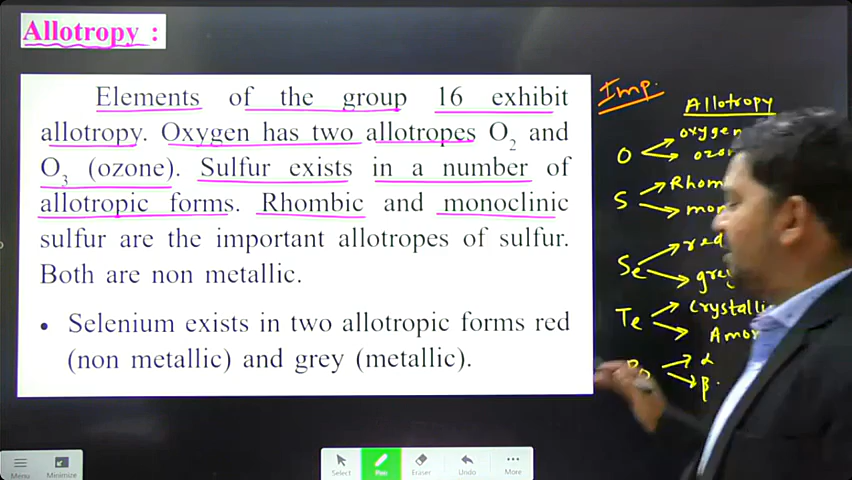 Allotropy :
Elements of the group 16 exhibit
allotropy. Oxygen has two allotropes O₂ and
O₃ (ozone). Sulfur exists in a number of
allotropic forms. Rhombic and monoclinic
sulfur are the important allotropes of sulfur.
Both are non metallic.
• Selenium exists in two allotropic forms red
(non metallic) and grey (metallic).
Imp.
Allotropy
O
oxygen
S
Se
red
grey
Te
α
β
Menu
Minimize
Select
Pen
Eraser
Undo
More